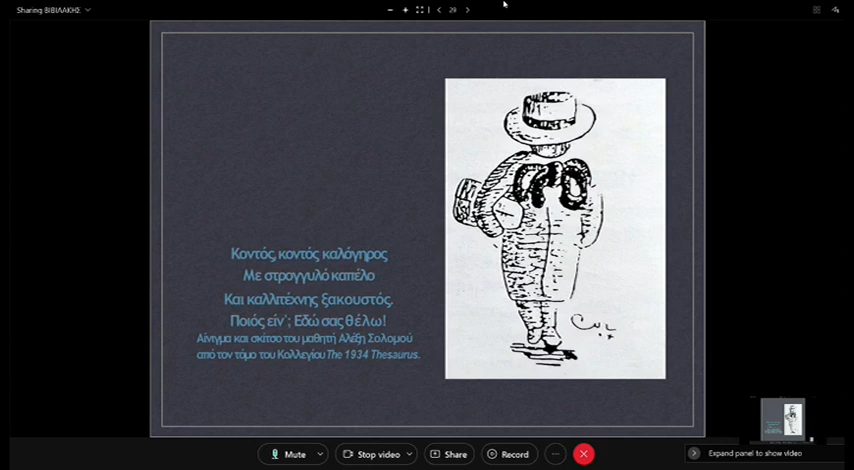 Sharing ΒΙΒΙΛΑΚΗΣ
29
Κοντός, κοντός καλόγηρος
Με στρογγυλό καπέλο
Και καλλιτέχνης ξακουστός.
Ποιός είν'; Εδώ σας θέλω!
Αίνιγμα και σκίτσο του μαθητή Αλέξη Σολομού
από τον τόμο του Κολλεγίου The 1934 Thesaurus.
Mute
Stop video
Share
Record
Expand panel to show video